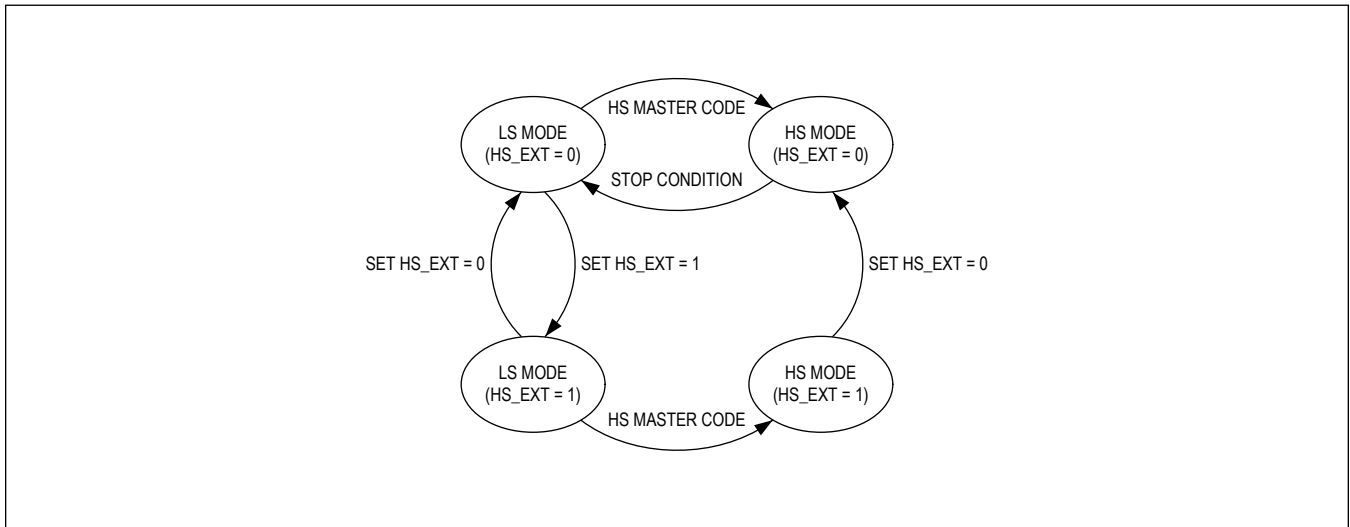 HS MASTER CODE
LS MODE
(HS_EXT = 0)
HS MODE
(HS_EXT = 0)
STOP CONDITION
SET HS_EXT = 0
SET HS_EXT = 1
SET HS_EXT = 0
LS MODE
(HS_EXT = 1)
HS MODE
(HS_EXT = 1)
HS MASTER CODE